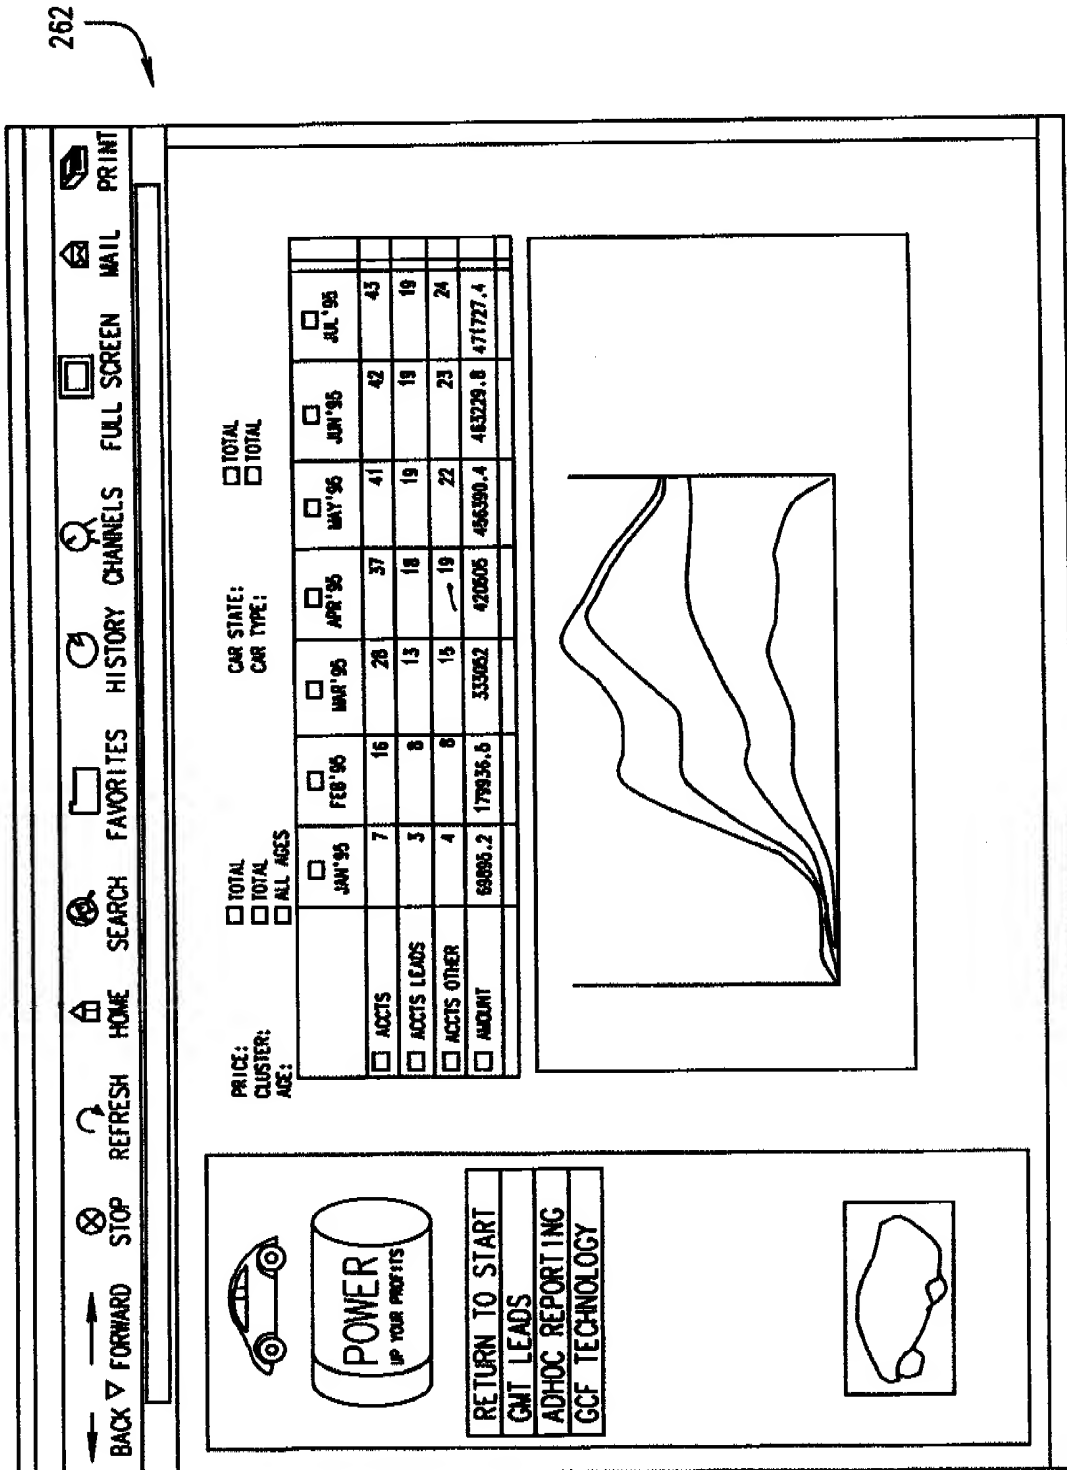 262
BACK ▽ FORWARD STOP REFRESH HOME SEARCH FAVORITES HISTORY CHANNELS FULL SCREEN MAIL PRINT
POWER
UP YOUR PROFITS
RETURN TO START
GMT LEADS
ADHOC REPORTING
GCF TECHNOLOGY
PRICE: TOTAL CAR STATE: TOTAL
CLUSTER: TOTAL CAR TYPE: TOTAL
AGE: ALL AGES
JAN'95 FEB'95 MAR'95 APR'95 MAY'95 JUN'95 JUL'95
ACCTS 7 16 28 37 41 42 43
ACCTS LEADS 3 8 13 18 19 19 19
ACCTS OTHER 4 8 15 19 22 23 24
AMOUNT 69895.2 179936.5 333052 420505 456390.4 463229.8 471727.4